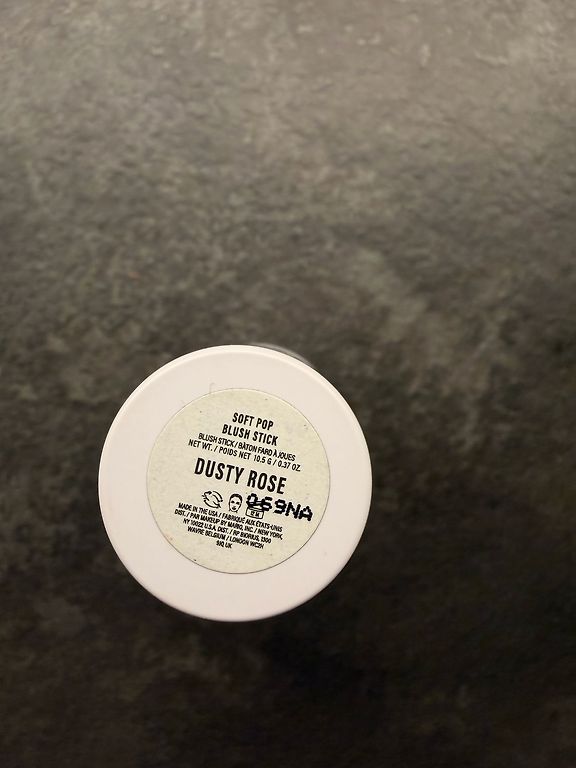 SOFT POP
BLUSH STICK
BLUSH STICK / BÂTON FARD À JOUES
NET WT. / POIDS NET 10.5 G / 0.37 OZ.
DUSTY ROSE
069NA
MADE IN THE USA / FABRIQUÉ AUX ÉTATS-UNIS
DIST. / PAR MAKEUP BY MARIO, INC. / NEW YORK,
NY 10022 U.S.A. DIST. / RP BIORIUS, 1300
WAVRE BELGIUM / LONDON WC2H
9JQ UK